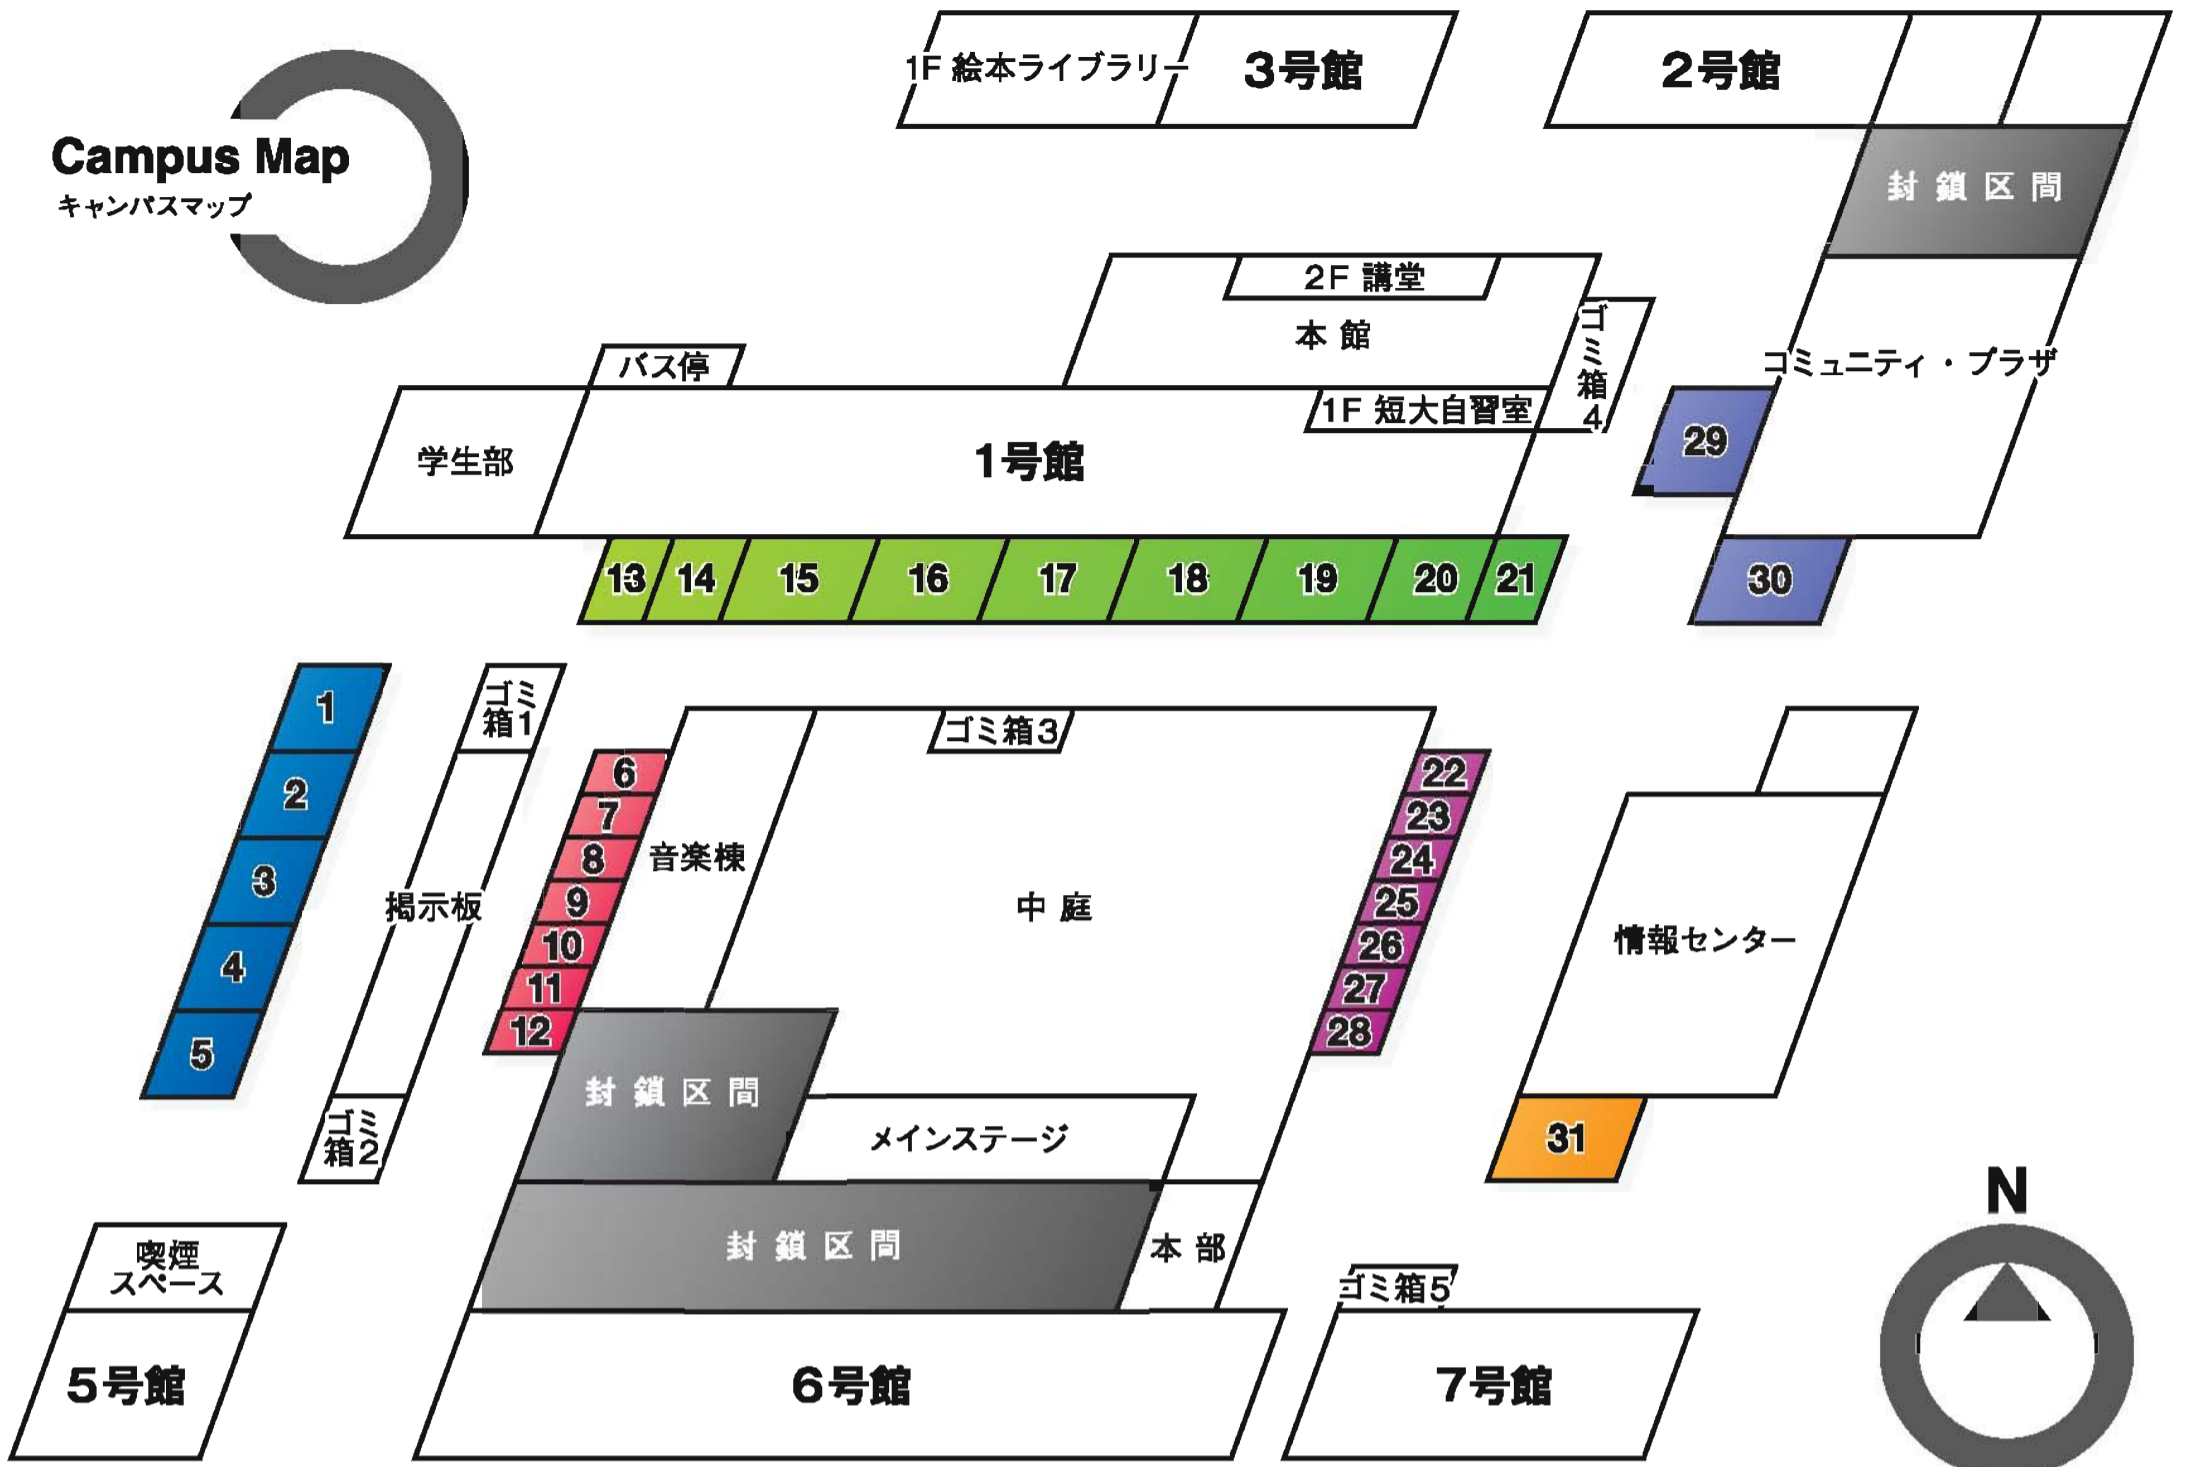 1F 絵本ライブラリー
3号館
2号館
Campus Map
キャンパスマップ
封鎖区間
2F 講堂
本館
ゴミ箱4
バス停
コミュニティ・プラザ
1F 短大自習室
29
学生部
1号館
13
14
15
16
17
18
19
20
21
30
1
2
3
4
5
ゴミ
箱1
掲示板
ゴミ
箱2
6
7
8
9
10
11
12
音楽棟
ゴミ箱3
中庭
22
23
24
25
26
27
28
情報センター
31
封鎖区間
メインステージ
封鎖区間
本部
N
喫煙
スペース
5号館
6号館
ゴミ箱5
7号館